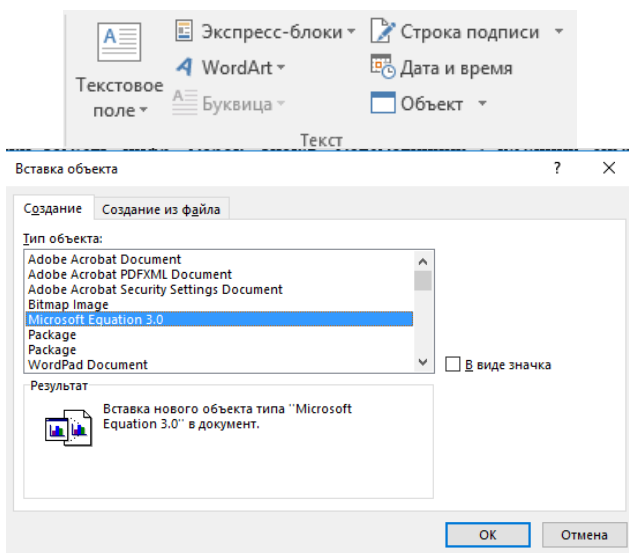 Экспресс-блоки
Строка подписи
WordArt
Дата и время
Текстовое
поле
Буквица
Объект
Текст
Вставка объекта
? ×
Создание
Создание из файла
Тип объекта:
Adobe Acrobat Document
Adobe Acrobat PDFXML Document
Adobe Acrobat Security Settings Document
Bitmap Image
Microsoft Equation 3.0
Package
Package
WordPad Document
В виде значка
Результат
Вставка нового объекта типа "Microsoft
Equation 3.0" в документ.
ОК
Отмена